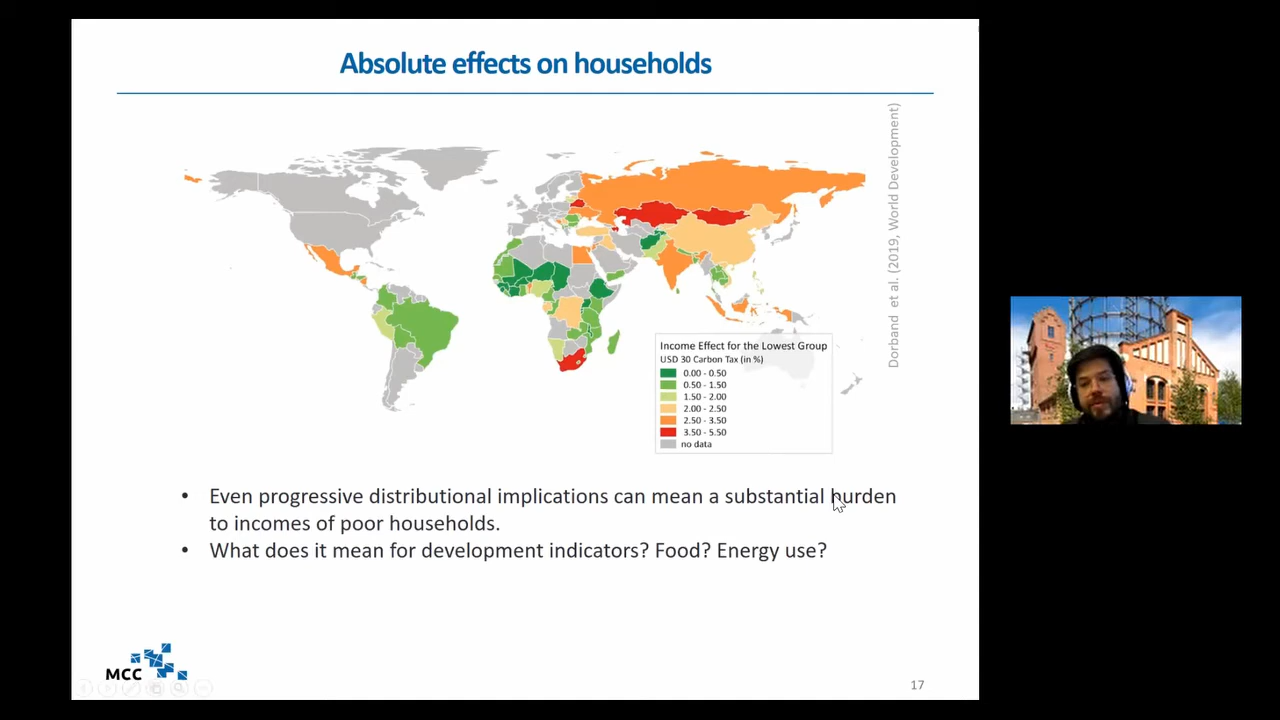 Absolute effects on households
Dorband et al. (2019, World Development)
Income Effect for the Lowest Group
USD 30 Carbon Tax (in %)
0.00 - 0.50
0.50 - 1.50
1.50 - 2.00
2.00 - 2.50
2.50 - 3.50
3.50 - 5.50
no data
• Even progressive distributional implications can mean a substantial burden
to incomes of poor households.
• What does it mean for development indicators? Food? Energy use?
MCC
17